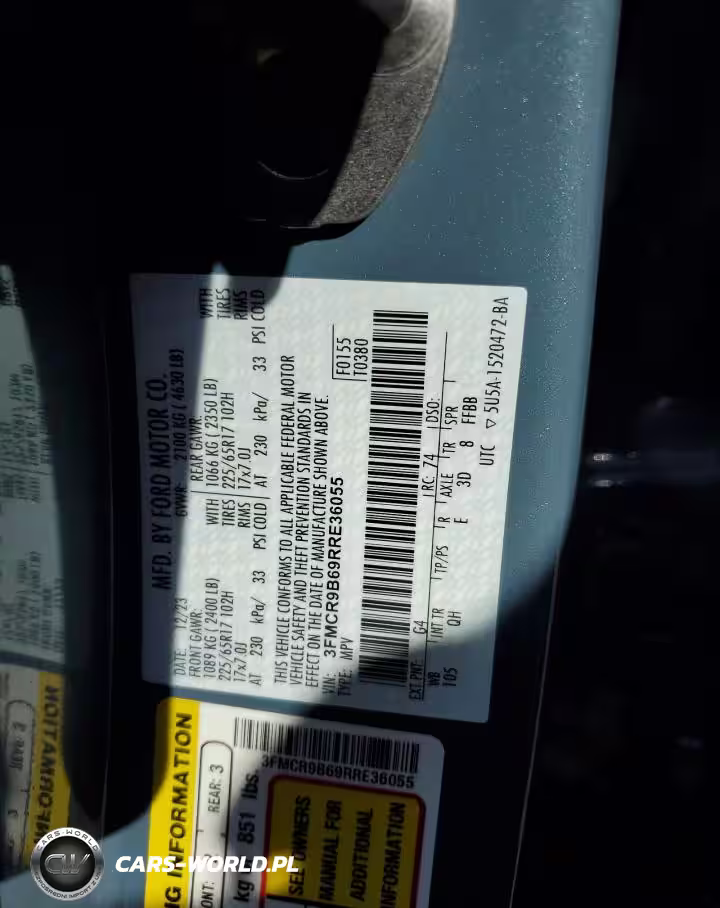 MFD. BY FORD MOTOR CO.
DATE: 12/23
GVWR: 2100 KG ( 4630 LB)
FRONT GAWR:
1089 KG ( 2400 LB)
225/65R17 102H
17x7.0J
AT 230 kPa/ 33 PSI COLD
WITH
TIRES
RIMS
REAR GAWR:
1066 KG ( 2350 LB)
225/65R17 102H
17x7.0J
AT 230 kPa/ 33 PSI COLD
WITH
TIRES
RIMS
THIS VEHICLE CONFORMS TO ALL APPLICABLE FEDERAL MOTOR
VEHICLE SAFETY AND THEFT PREVENTION STANDARDS IN
EFFECT ON THE DATE OF MANUFACTURE SHOWN ABOVE.
VIN: 3FMCR9B69RRE36055
TYPE: MPV
F0155
T0380
EXT PNT: G4 RC: 74 DSO:
WB INT TR TP/PS R AXLE TR SPR
105 QH E 3D 8 FFBB
UTC ▽ 5U5A-1520472-BA
NG INFORMATION
REAR: 3
kg 851 lbs.
3FMCR9B69RRE36055
SEE OWNERS
MANUAL FOR
ADDITIONAL
CARS-WORLD
CW
CARS-WORLD.PL